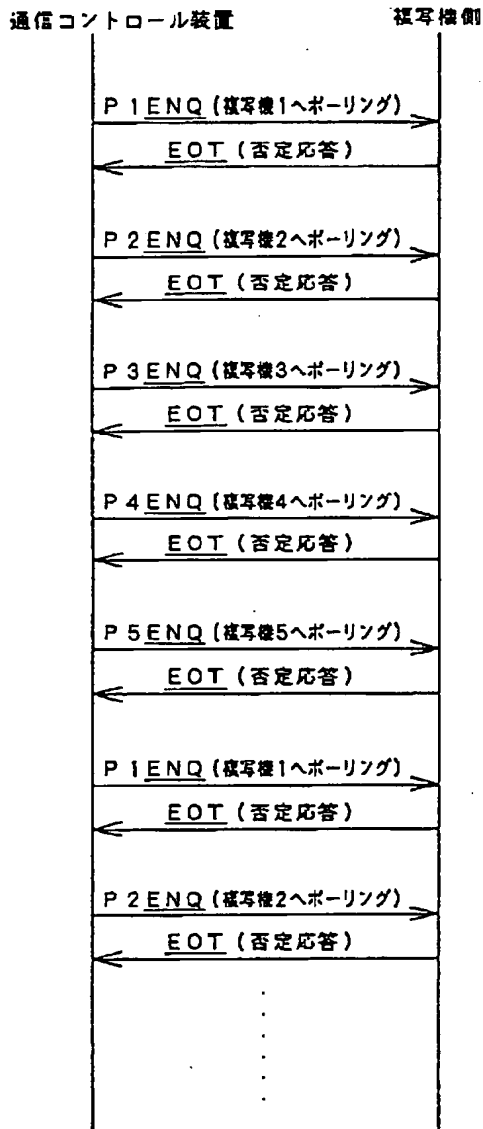 通信コントロール装置 複写機側
P1ENQ(複写機1へポーリング)
EOT(否定応答)
P2ENQ(複写機2へポーリング)
EOT(否定応答)
P3ENQ(複写機3へポーリング)
EOT(否定応答)
P4ENQ(複写機4へポーリング)
EOT(否定応答)
P5ENQ(複写機5へポーリング)
EOT(否定応答)
P1ENQ(複写機1へポーリング)
EOT(否定応答)
P2ENQ(複写機2へポーリング)
EOT(否定応答)